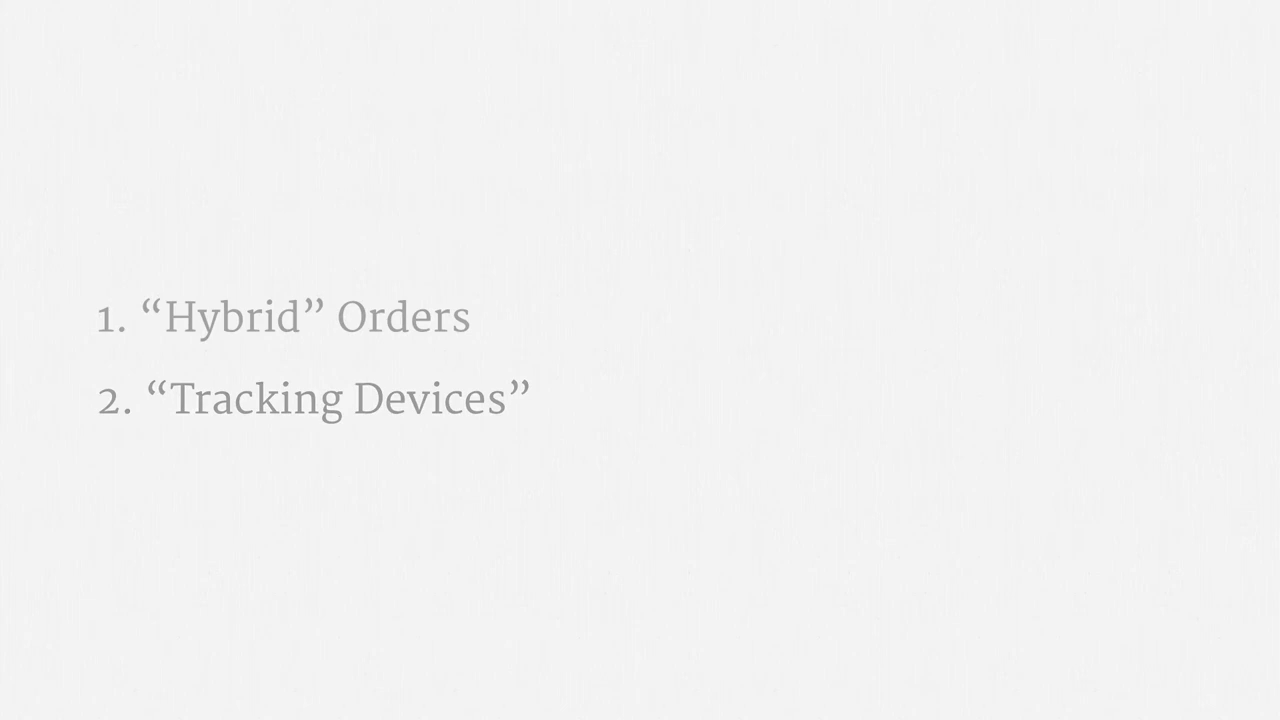 1. “Hybrid” Orders
2. “Tracking Devices”